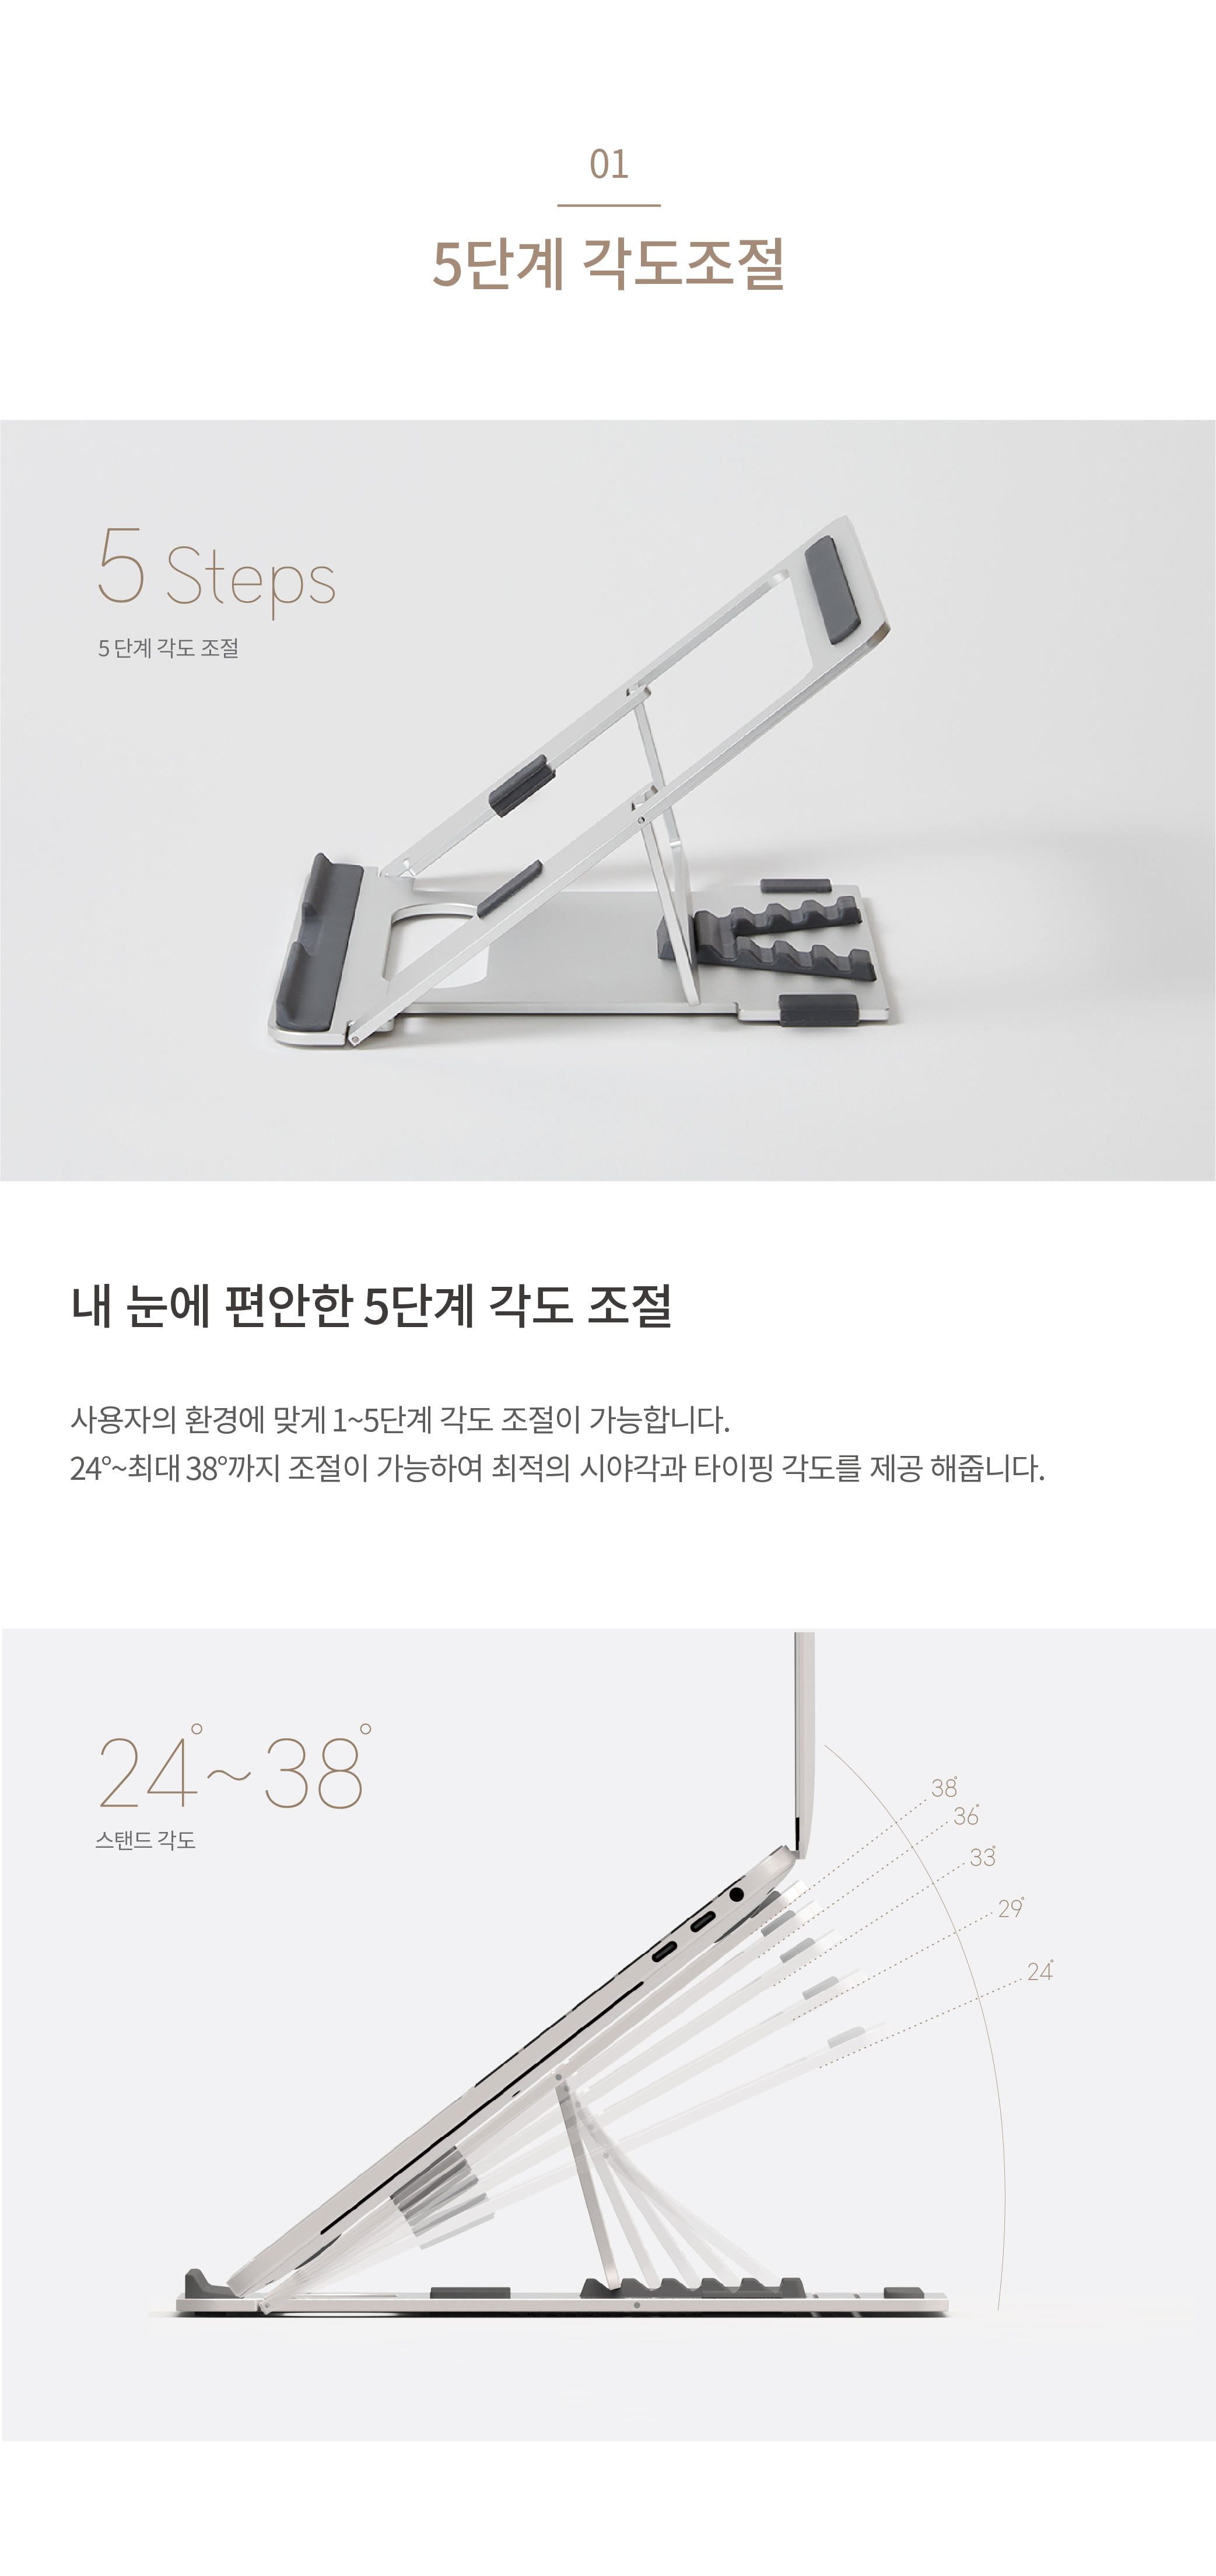 01
5단계 각도조절
5 Steps
5 단계 각도 조절
내 눈에 편안한 5단계 각도 조절
사용자의 환경에 맞게 1~5단계 각도 조절이 가능합니다.
24°~최대 38°까지 조절이 가능하여 최적의 시야각과 타이핑 각도를 제공 해줍니다.
24°~38°
스탠드 각도
38°
36°
33°
29°
24°